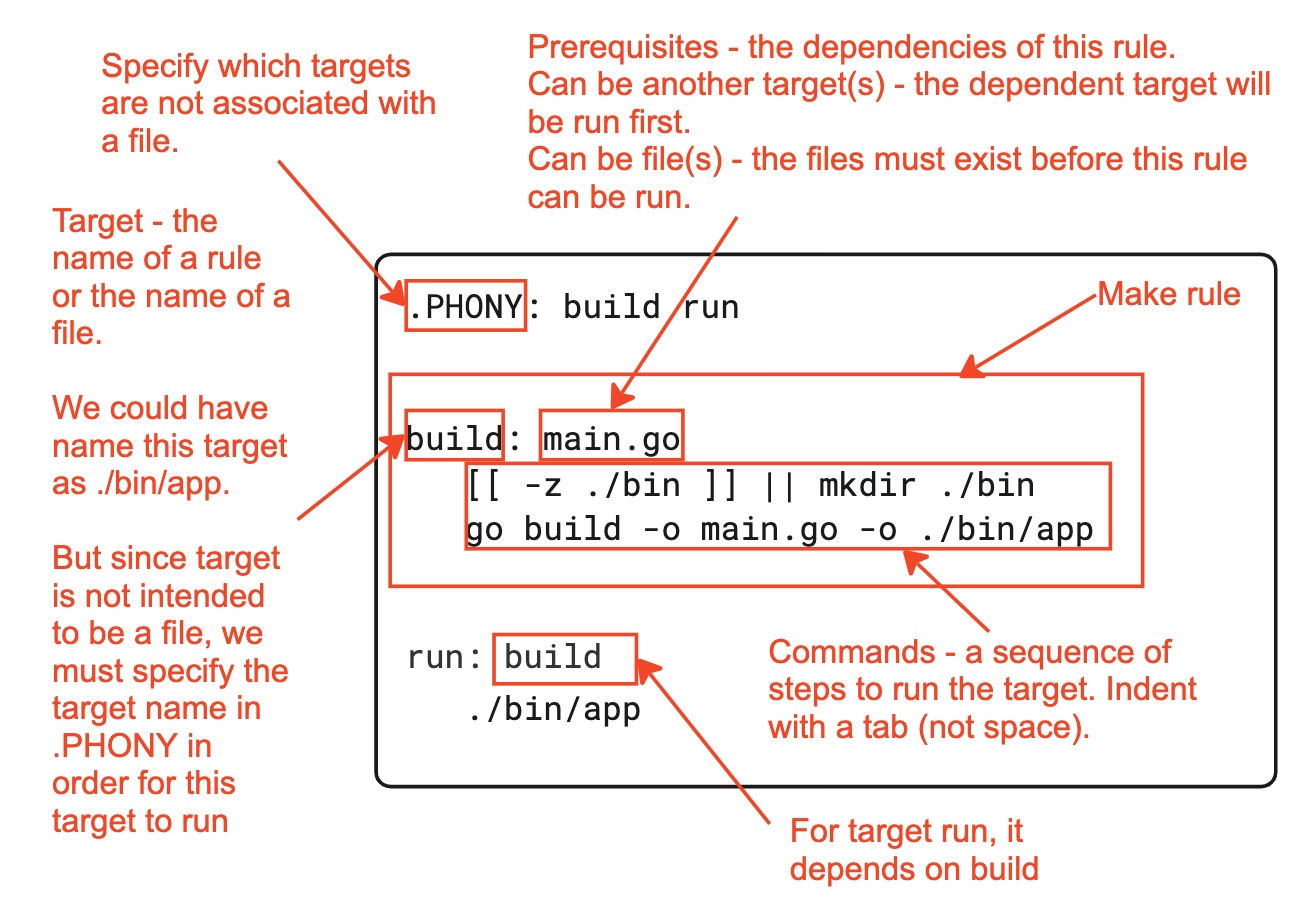 Specify which targets
are not associated with
a file.
Prerequisites - the dependencies of this rule.
Can be another target(s) - the dependent target will
be run first.
Can be file(s) - the files must exist before this rule
can be run.
Target - the
name of a rule
or the name of a
file.
We could have
name this target
as ./bin/app.
But since target
is not intended
to be a file, we
must specify the
target name in
.PHONY in
order for this
target to run
.PHONY: build run
Make rule
build: main.go
[[ -z ./bin ]] || mkdir ./bin
go build -o main.go -o ./bin/app
run: build
./bin/app
Commands - a sequence of
steps to run the target. Indent
with a tab (not space).
For target run, it
depends on build